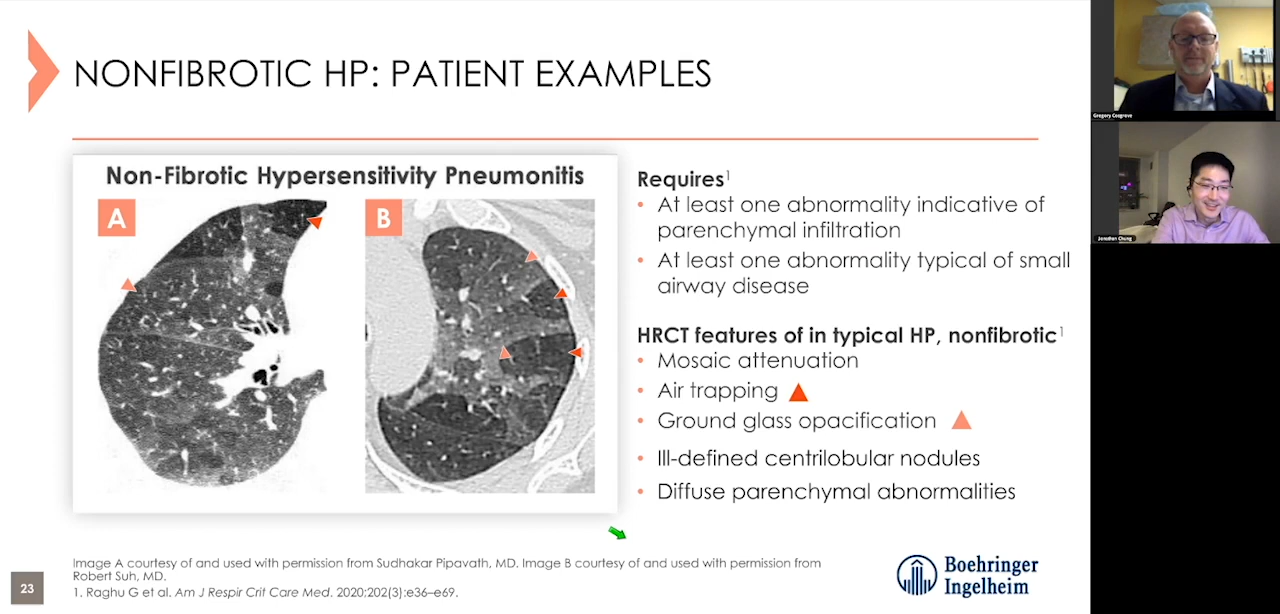 NONFIBROTIC HP: PATIENT EXAMPLES
Non-Fibrotic Hypersensitivity Pneumonitis
A
B
Requires1
• At least one abnormality indicative of
parenchymal infiltration
• At least one abnormality typical of small
airway disease
HRCT features of in typical HP, nonfibrotic1
• Mosaic attenuation
• Air trapping
• Ground glass opacification
• Ill-defined centrilobular nodules
• Diffuse parenchymal abnormalities
Image A courtesy of and used with permission from Sudhakar Pipavath, MD. Image B courtesy of and used with permission from
Robert Suh, MD.
1. Raghu G et al. Am J Respir Crit Care Med. 2020;202(3):e36–e69.
23
Boehringer
Ingelheim
Gregory Cosgrove
Jonathan Chung